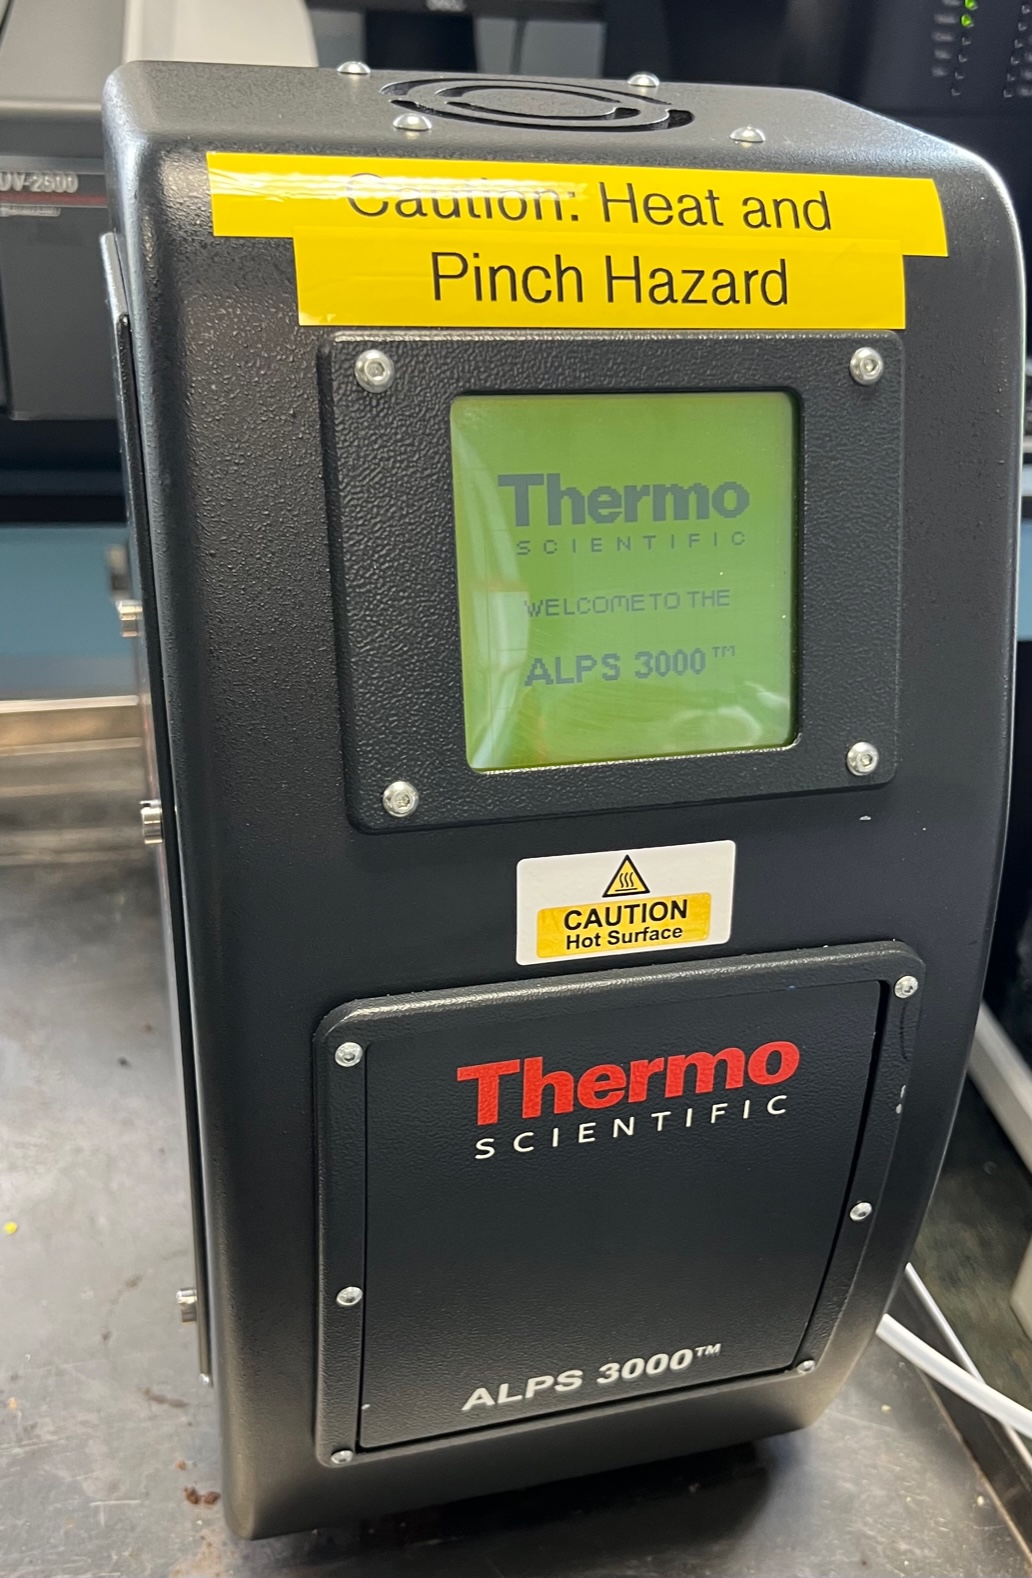 UV-2600
Caution: Heat and
Pinch Hazard
Thermo
SCIENTIFIC
WELCOME TO THE
ALPS 3000™
CAUTION
Hot Surface
Thermo
SCIENTIFIC
ALPS 3000™